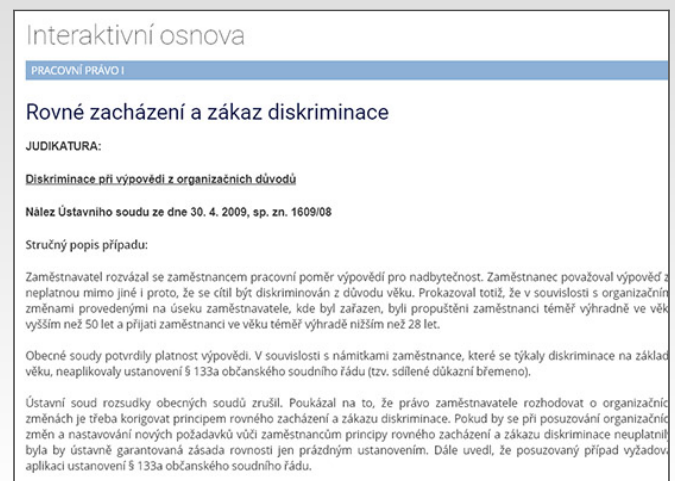 Interaktivní osnova
PRACOVNÍ PRÁVO I
Rovné zacházení a zákaz diskriminace
JUDIKATURA:
Diskriminace při výpovědi z organizačních důvodů
Nález Ústavního soudu ze dne 30. 4. 2009, sp. zn. 1609/08
Stručný popis případu:
Zaměstnavatel rozvázal se zaměstnancem pracovní poměr výpovědí pro nadbytečnost. Zaměstnanec považoval výpověď z
neplatnou mimo jiné i proto, že se cítil být diskriminován z důvodu věku. Prokazoval totiž, že v souvislosti s organizačním
změnami provedenými na úseku zaměstnavatele, kde byl zařazen, byli propuštěni zaměstnanci téměř výhradně ve věk
vyšším než 50 let a přijati zaměstnanci ve věku téměř výhradě nižším než 28 let.
Obecné soudy potvrdily platnost výpovědi. V souvislosti s námitkami zaměstnance, které se týkaly diskriminace na základ
věku, neaplikovaly ustanovení § 133a občanského soudního řádu (tzv. sdílené důkazní břemeno).
Ústavní soud rozsudky obecných soudů zrušil. Poukázal na to, že právo zaměstnavatele rozhodovat o organizačníc
změnách je třeba korigovat principem rovného zacházení a zákazu diskriminace. Pokud by se při posuzování organizačníc
změn a nastavování nových požadavků vůči zaměstnancům principy rovného zacházení a zákazu diskriminace neuplatnily
byla by ústavně garantovaná zásada rovnosti jen prázdným ustanovením. Dále uvedl, že posuzovaný případ vyžadov
aplikaci ustanovení § 133a občanského soudního řádu.